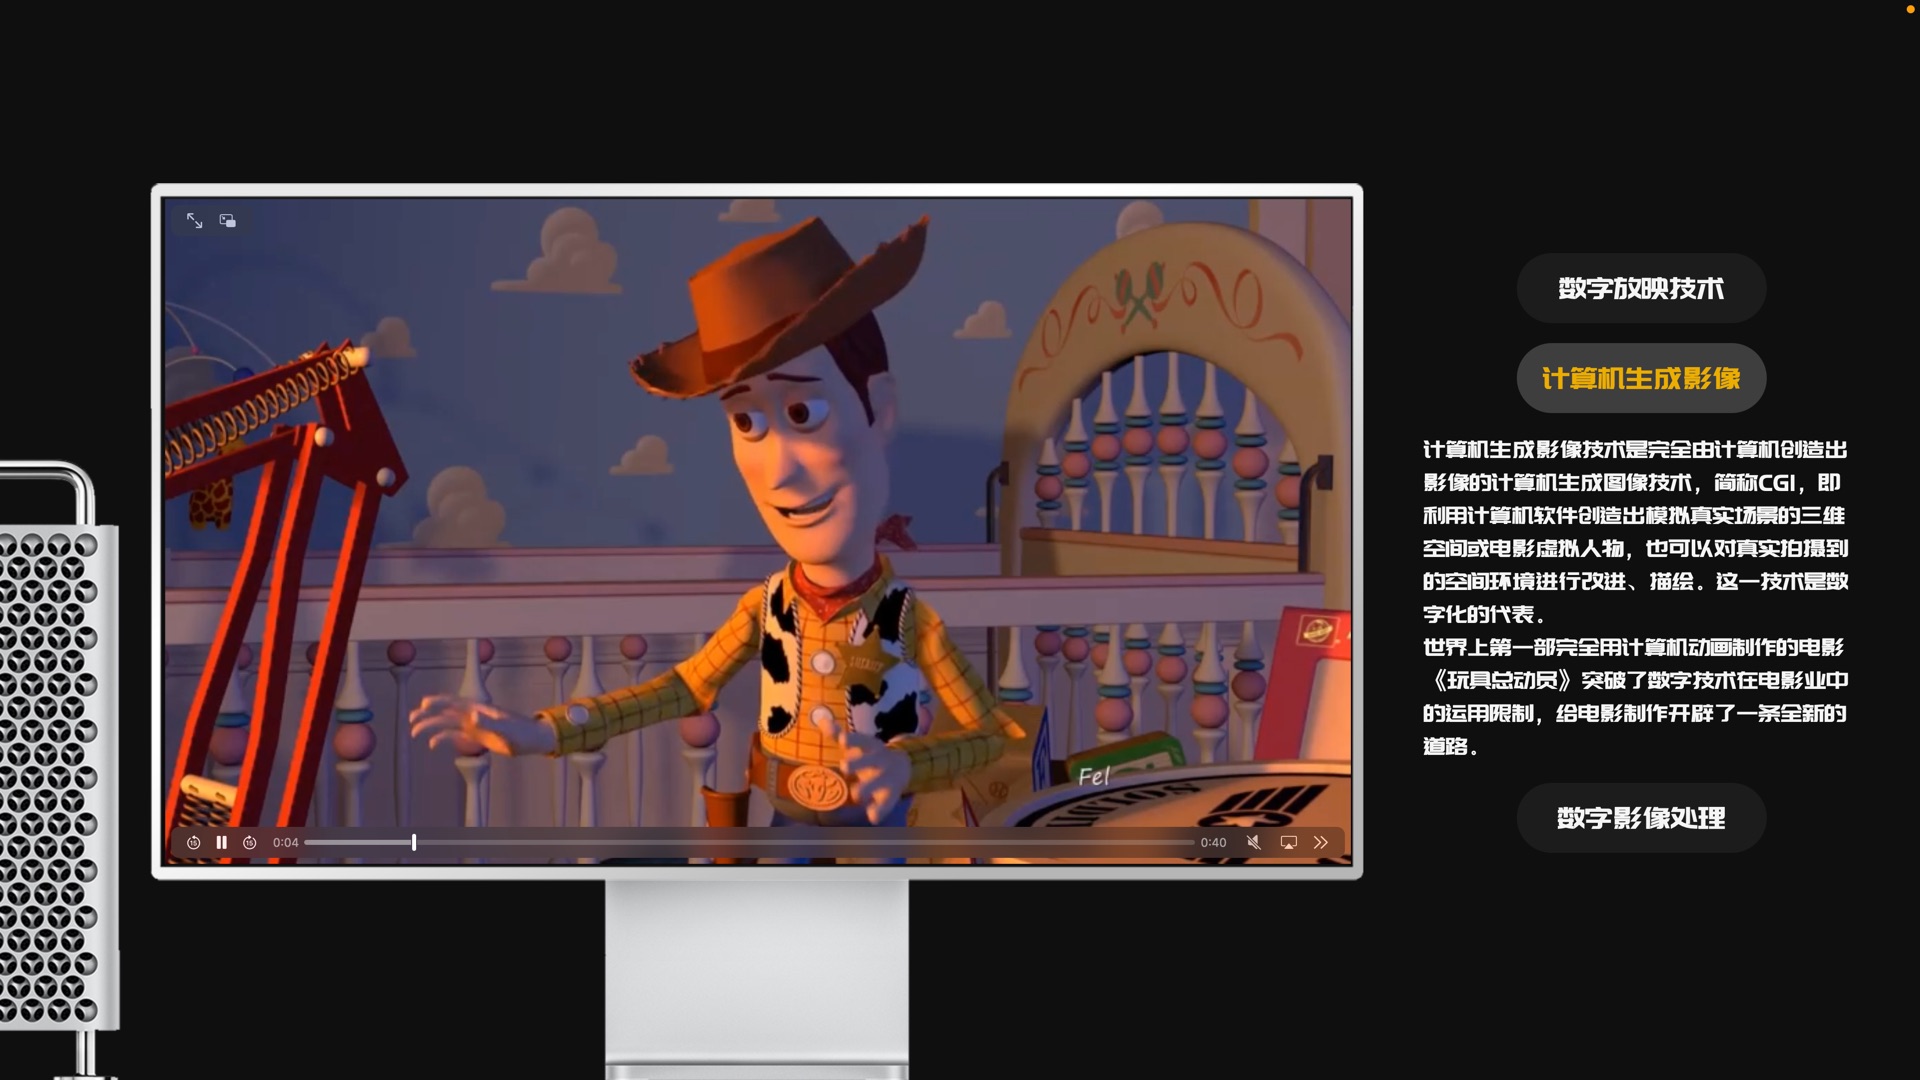 数字放映技术
计算机生成影像
计算机生成影像技术是完全由计算机创造出
影像的计算机生成图像技术，简称CGI，即
利用计算机软件创造出模拟真实场景的三维
空间或电影虚拟人物，也可以对真实拍摄到
的空间环境进行改进、描绘。这一技术是数
字化的代表。
世界上第一部完全用计算机动画制作的电影
《玩具总动员》突破了数字技术在电影业中
的运用限制，给电影制作开辟了一条全新的
道路。
数字影像处理
Fel
15
15
0:04
0:40